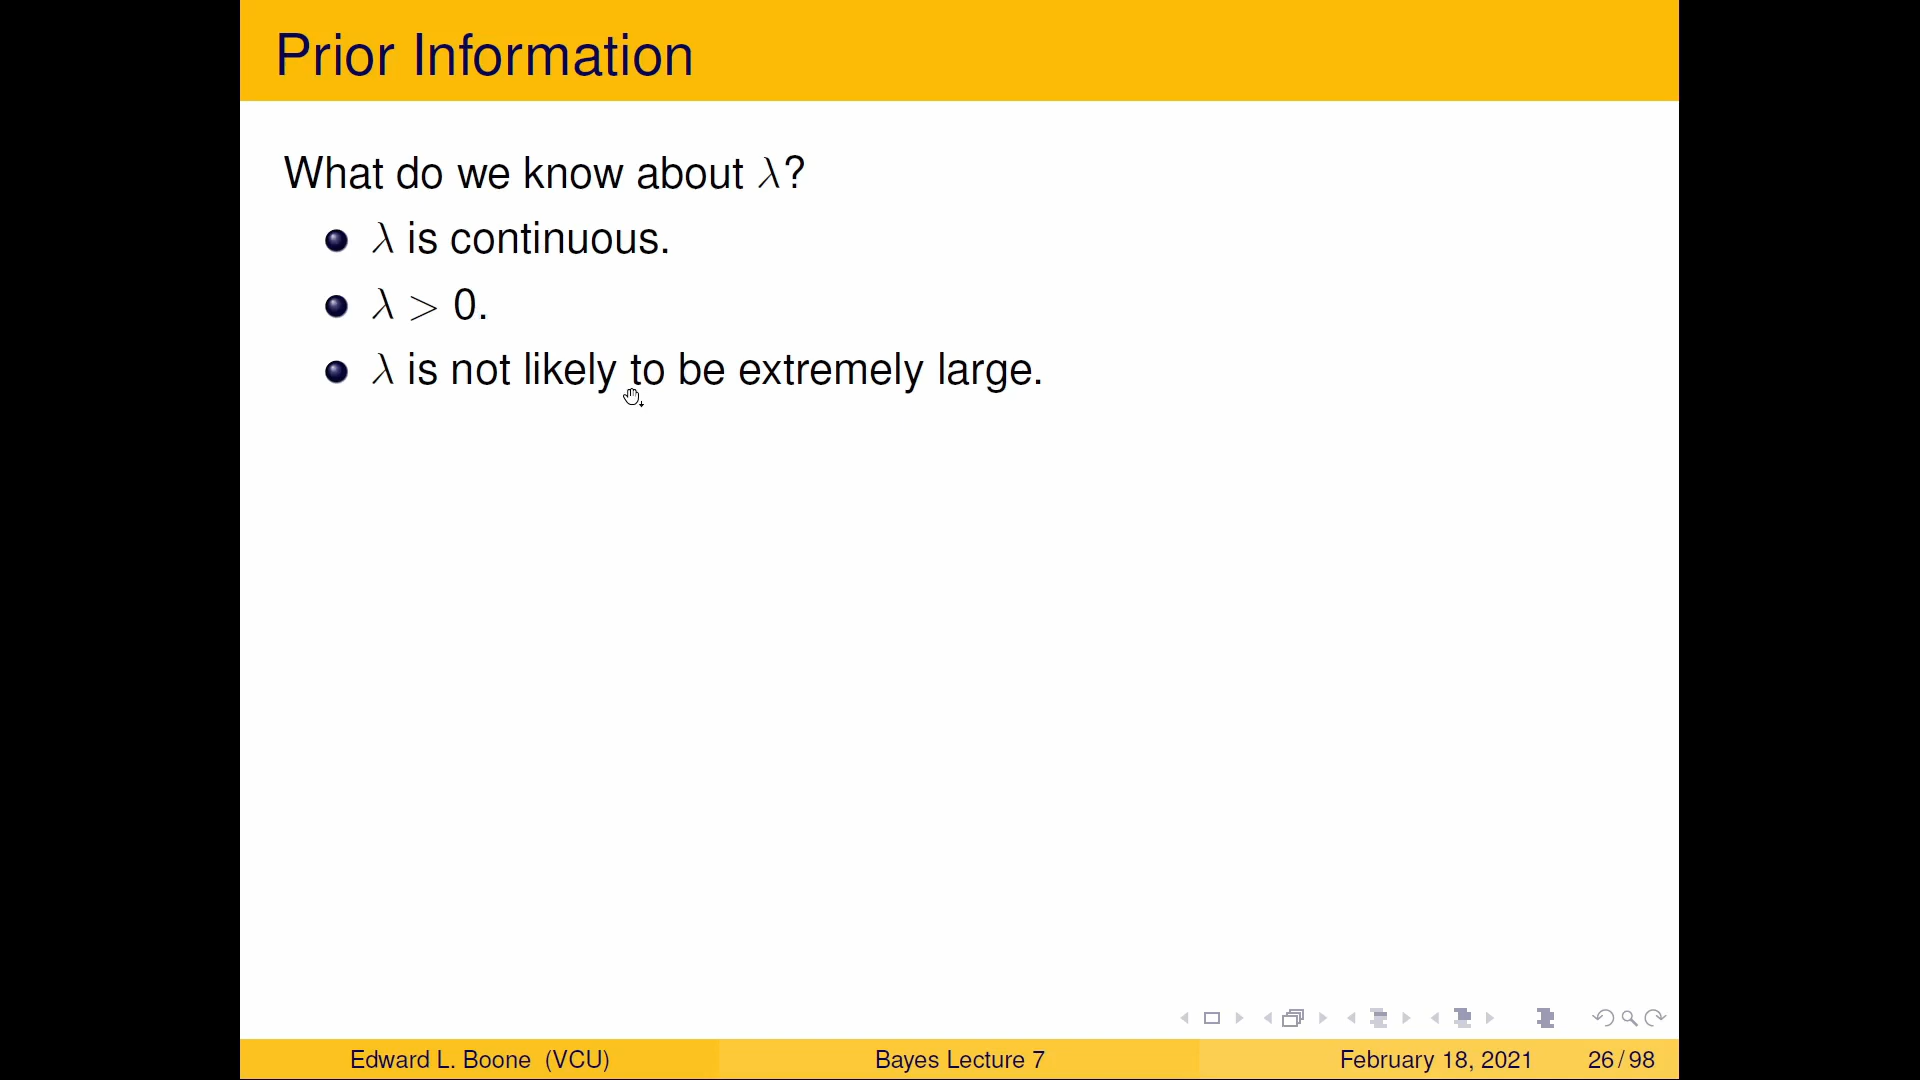 Prior Information
What do we know about λ?
λ is continuous.
λ > 0.
λ is not likely to be extremely large.
Edward L. Boone (VCU) Bayes Lecture 7 February 18, 2021 26 / 98